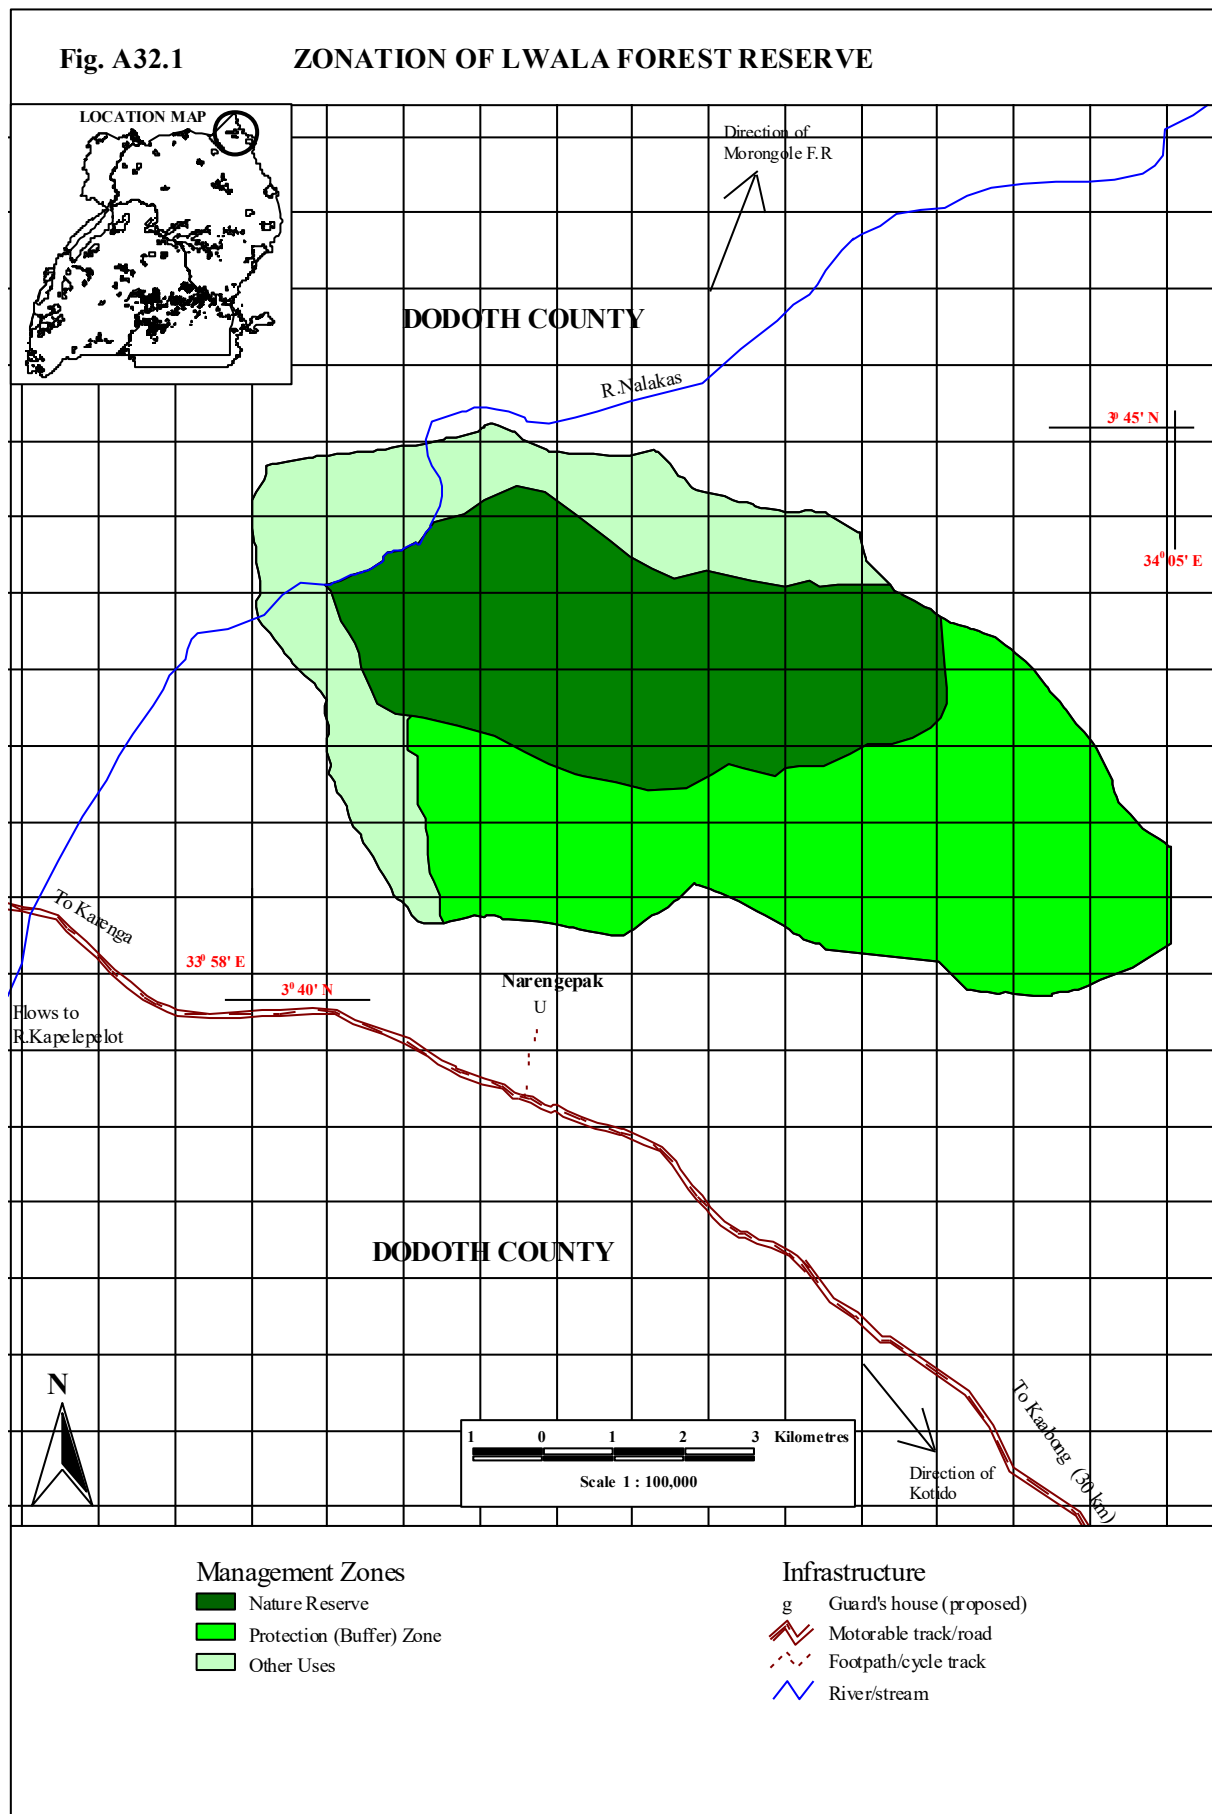 Fig. A32.1 ZONATION OF LWALA FOREST RESERVE
LOCATION MAP
Direction of
Morongole F.R
DODOTH COUNTY
R.Nalakas
3⁰ 45' N
34⁰ 05' E
To Karenga
33⁰ 58' E
3⁰ 40' N
Narengepak
U
Flows to
R.Kapelepelot
DODOTH COUNTY
N
1 0 1 2 3 Kilometres
Scale 1 : 100,000
To Kaabong (30 km)
Direction of
Kotido
Management Zones
Nature Reserve
Protection (Buffer) Zone
Other Uses
Infrastructure
g Guard's house (proposed)
Motorable track/road
Footpath/cycle track
River/stream